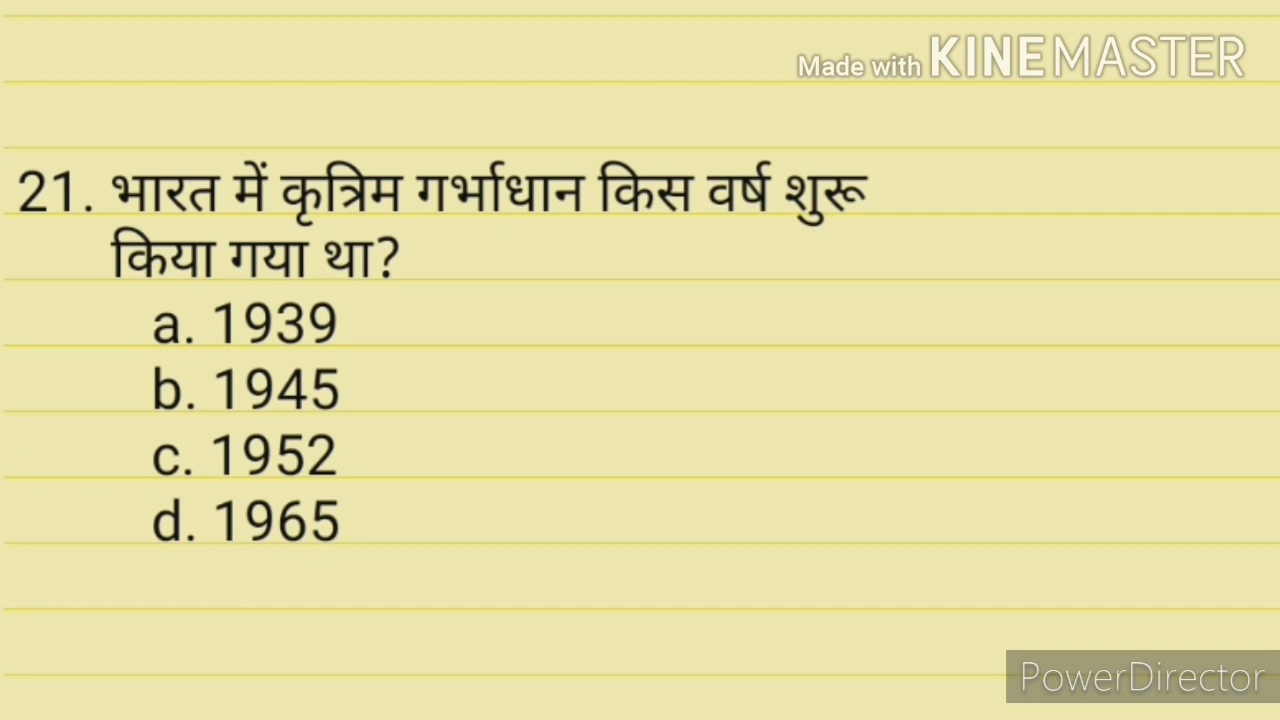 Made with KINEMASTER
21. भारत में कृत्रिम गर्भाधान किस वर्ष शुरू
किया गया था?
a. 1939
b. 1945
c. 1952
d. 1965
PowerDirector